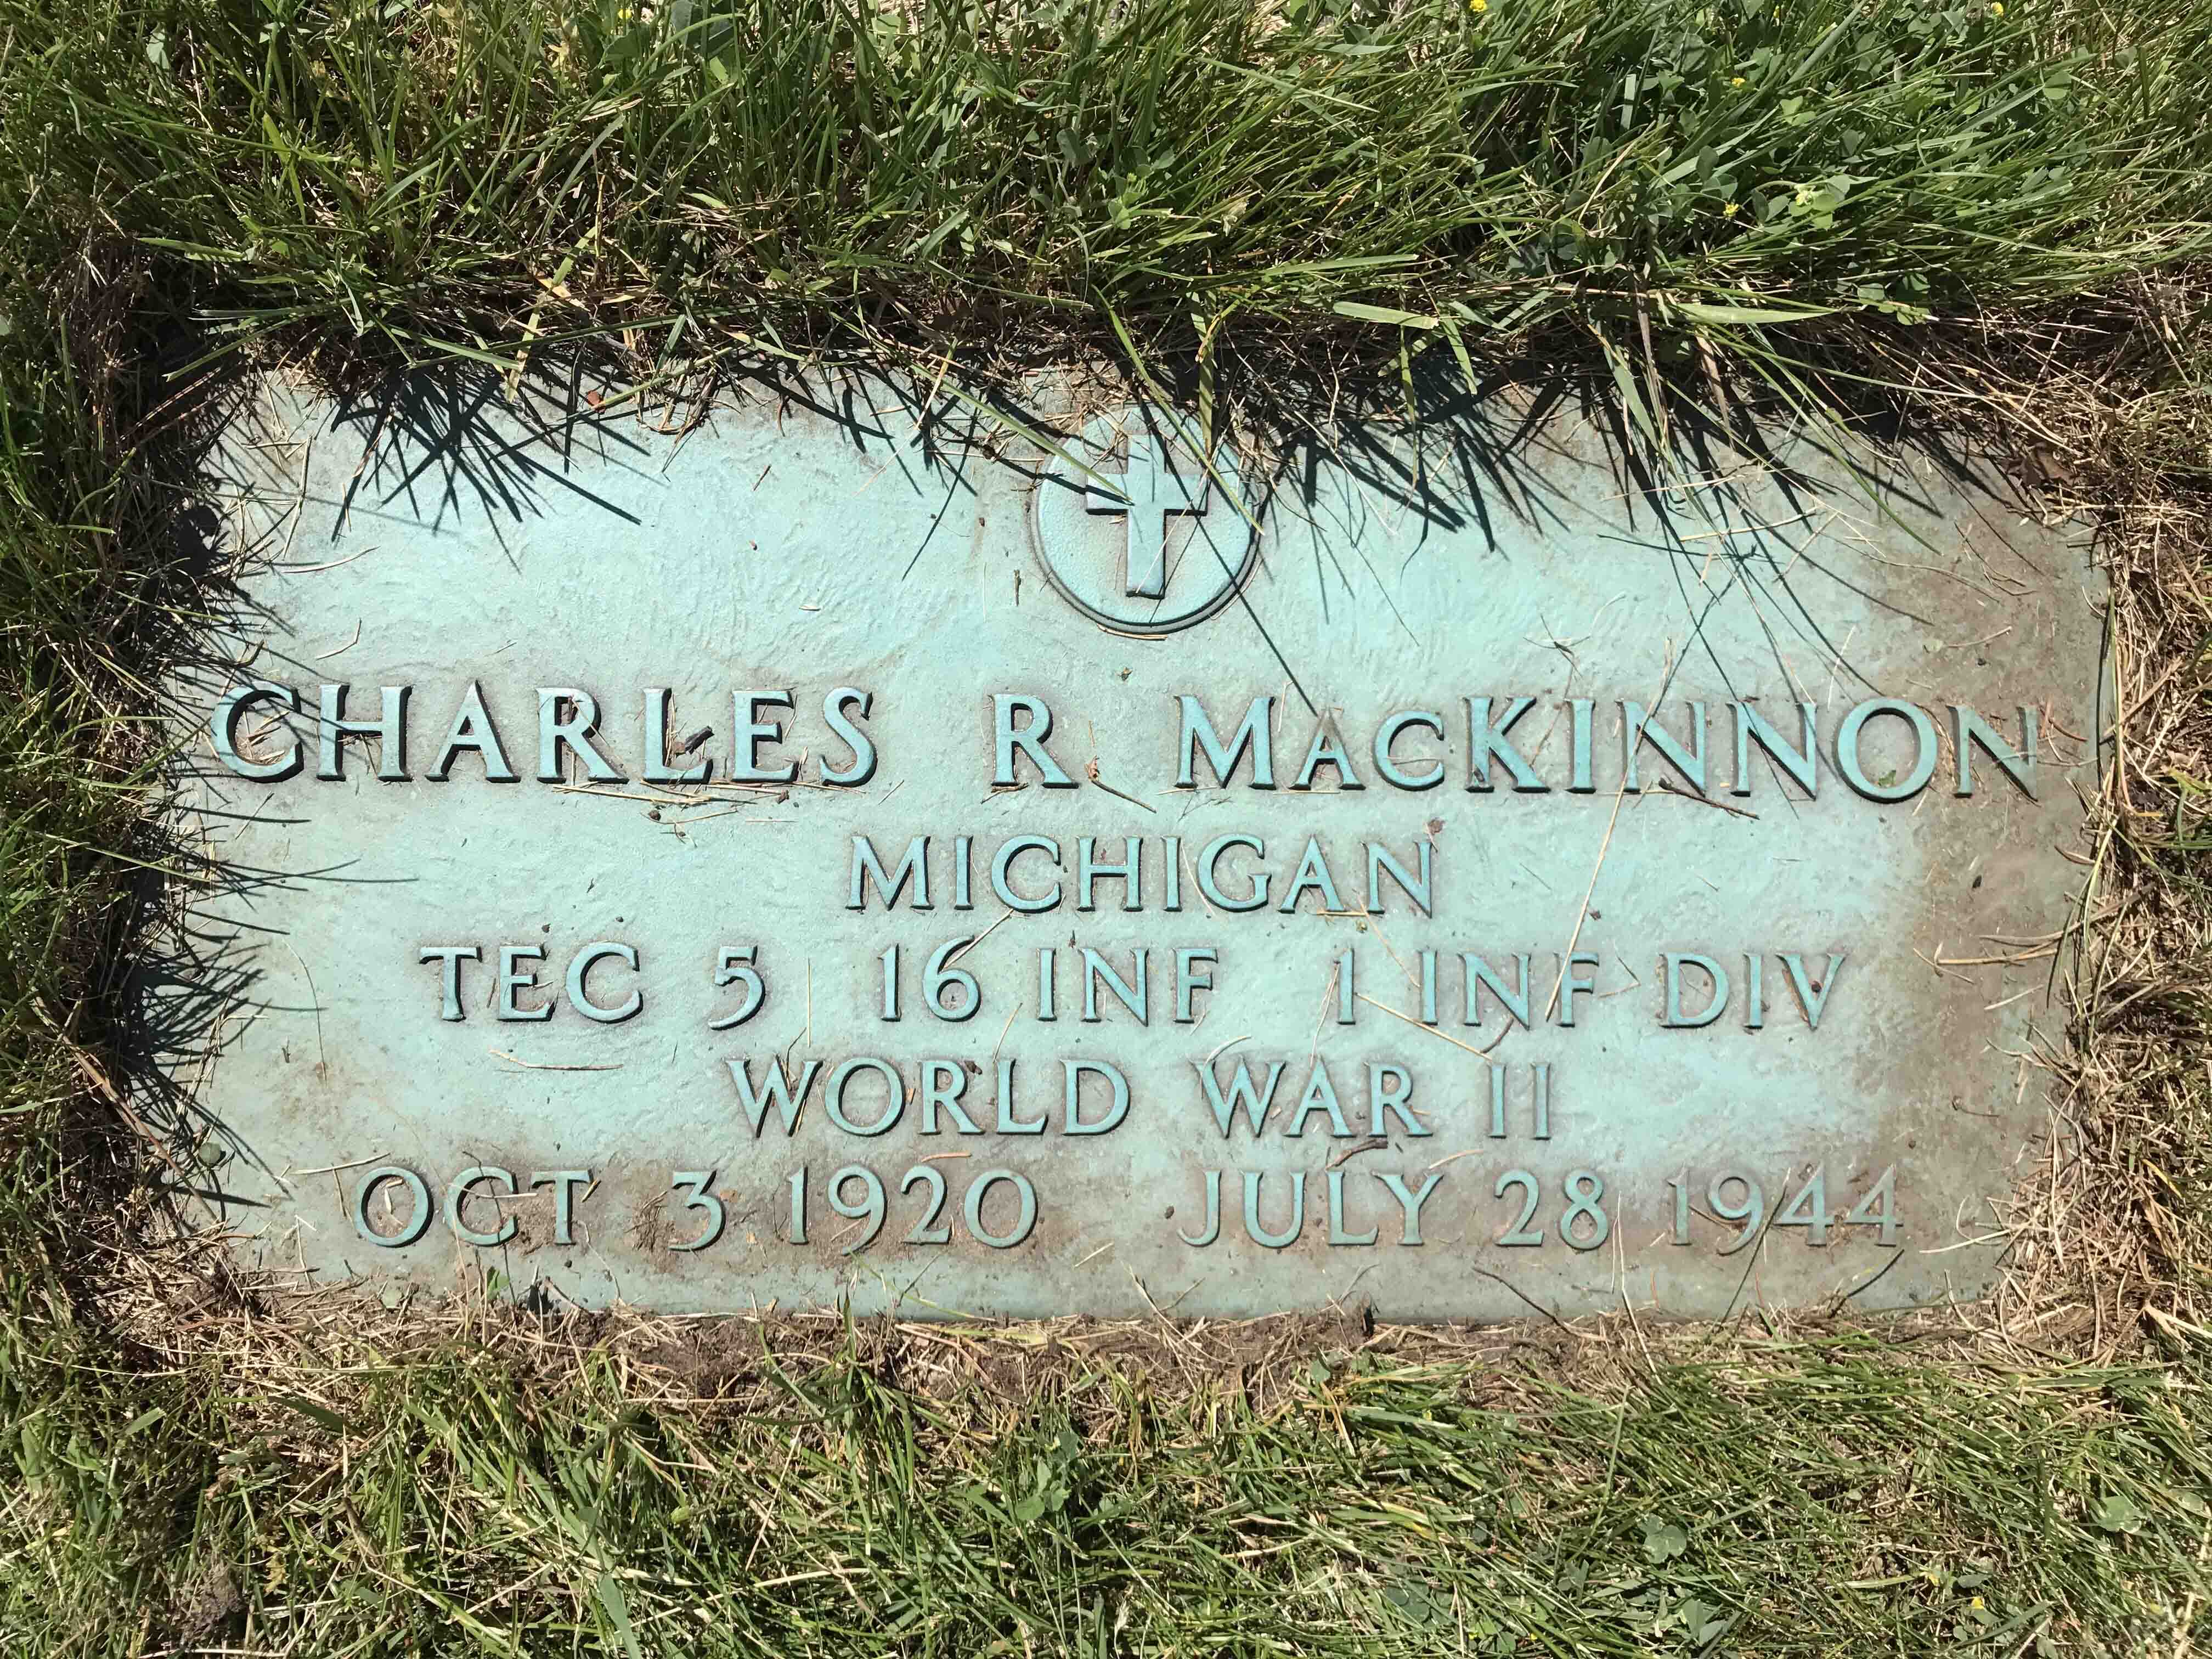 CHARLES R MacKINNON
MICHIGAN
TEC 5 16 INF 1 INF DIV
WORLD WAR II
OCT 3 1920 JULY 28 1944